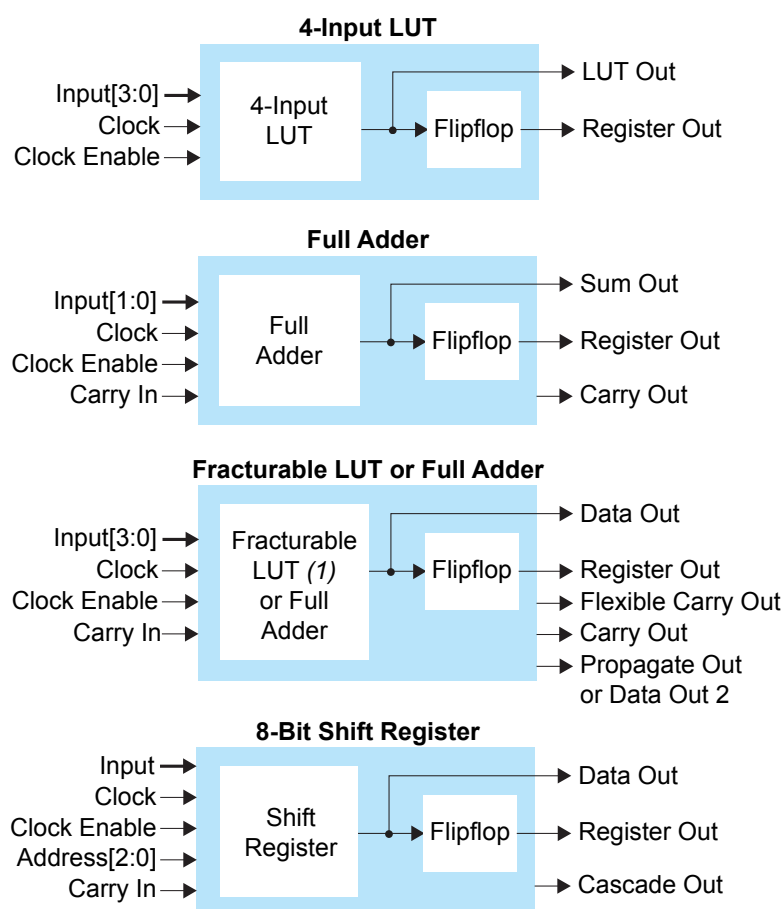 4-Input LUT
Input[3:0]
Clock
Clock Enable
4-Input
LUT
Flipflop
LUT Out
Register Out
Full Adder
Input[1:0]
Clock
Clock Enable
Carry In
Full
Adder
Flipflop
Sum Out
Register Out
Carry Out
Fracturable LUT or Full Adder
Input[3:0]
Clock
Clock Enable
Carry In
Fracturable
LUT (1)
or Full
Adder
Flipflop
Data Out
Register Out
Flexible Carry Out
Carry Out
Propagate Out
or Data Out 2
8-Bit Shift Register
Input
Clock
Clock Enable
Address[2:0]
Carry In
Shift
Register
Flipflop
Data Out
Register Out
Cascade Out